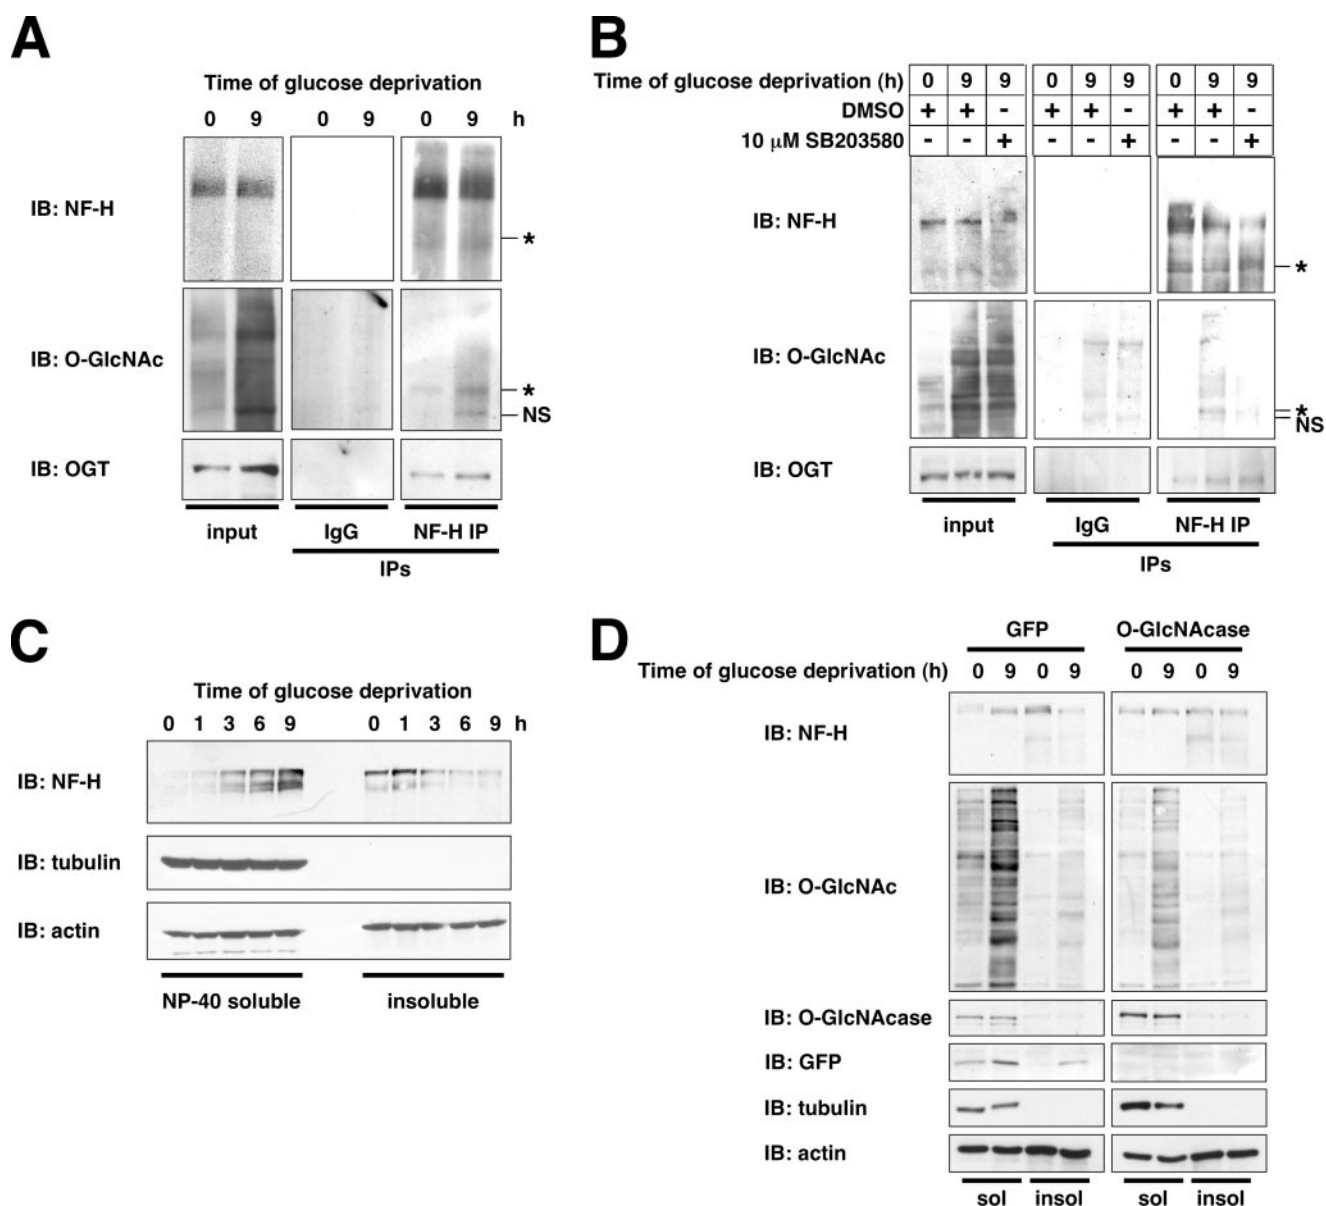 A
Time of glucose deprivation
0 9 0 9 0 9 h
IB: NF-H
*
IB: O-GlcNAc
*
NS
IB: OGT
input IgG NF-H IP
IPs
B
Time of glucose deprivation (h) 0 9 9 0 9 9 0 9 9
DMSO + + - + + - + + -
10 µM SB203580 - - + - - + - - +
IB: NF-H
*
IB: O-GlcNAc
*
NS
IB: OGT
input IgG NF-H IP
IPs
C
Time of glucose deprivation
0 1 3 6 9 0 1 3 6 9 h
IB: NF-H
IB: tubulin
IB: actin
NP-40 soluble insoluble
D
GFP O-GlcNAcase
Time of glucose deprivation (h) 0 9 0 9 0 9 0 9
IB: NF-H
IB: O-GlcNAc
IB: O-GlcNAcase
IB: GFP
IB: tubulin
IB: actin
sol insol sol insol